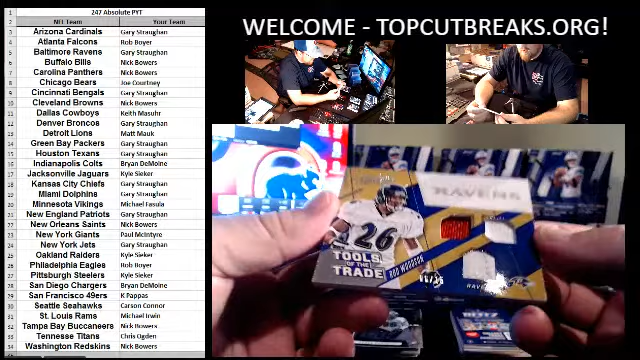 247 Absolute PYT
WELCOME - TOPCUTBREAKS.ORG!
NFL Team Your Team
Arizona Cardinals Gary Straughan
Atlanta Falcons Rob Boyer
Baltimore Ravens Gary Straughan
Buffalo Bills Nick Bowers
Carolina Panthers Nick Bowers
Chicago Bears Joe Courtney
Cincinnati Bengals Gary Straughan
Cleveland Browns Nick Bowers
Dallas Cowboys Keith Masuhr
Denver Broncos Gary Straughan
Detroit Lions Matt Mauk
Green Bay Packers Gary Straughan
Houston Texans Gary Straughan
Indianapolis Colts Bryan DeMoine
Jacksonville Jaguars Kyle Sieker
Kansas City Chiefs Gary Straughan
Miami Dolphins Gary Straughan
Minnesota Vikings Michael Fasula
New England Patriots Gary Straughan
New Orleans Saints Nick Bowers
New York Giants Paul McIntyre
New York Jets Gary Straughan
Oakland Raiders Kyle Sieker
Philadelphia Eagles Rob Boyer
Pittsburgh Steelers Kyle Sieker
San Diego Chargers Bryan DeMoine
San Francisco 49ers K Pappas
Seattle Seahawks Carson Connor
St. Louis Rams Michael Irwin
Tampa Bay Buccaneers Nick Bowers
Tennessee Titans Chris Ogden
Washington Redskins Nick Bowers
RAVENS
26
TOOLS
OF THE
TRADE
ROD WOODSON